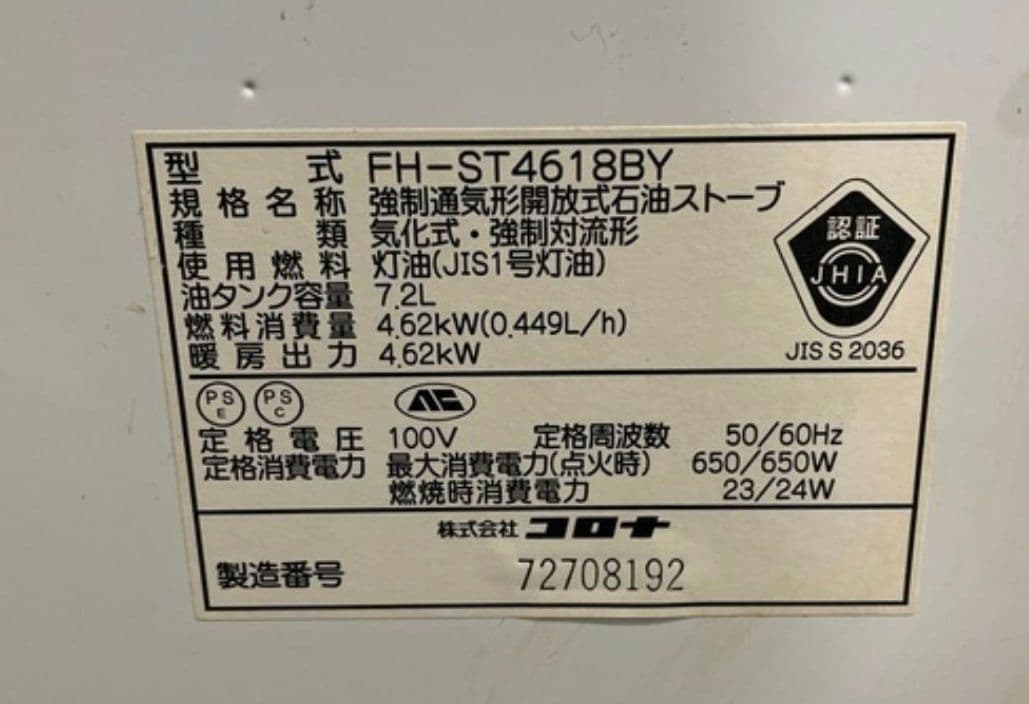 型式 FH-ST4618BY
規格名称 強制通気形開放式石油ストーブ
種類 気化式・強制対流形
使用燃料 灯油(JIS1号灯油)
油タンク容量 7.2L
燃料消費量 4.62kW(0.449L/h)
暖房出力 4.62kW
認証
JHIA
JIS S 2036
PS E PS C
定格電圧 100V 定格周波数 50/60Hz
定格消費電力 最大消費電力(点火時) 650/650W
燃焼時消費電力 23/24W
株式会社 コロナ
製造番号 72708192